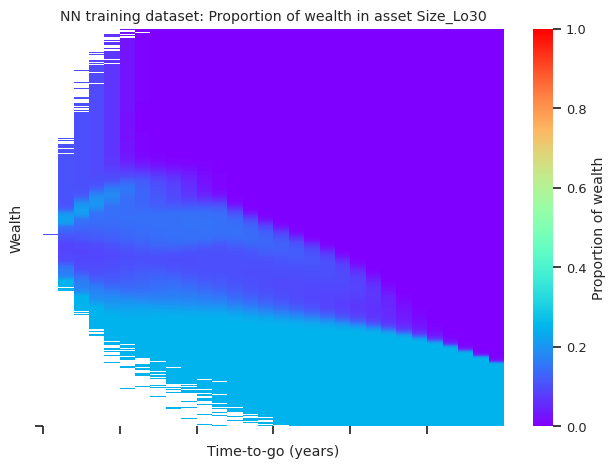 NN training dataset: Proportion of wealth in asset Size_Lo30
Wealth
Time-to-go (years)
1.0
0.8
0.6
0.4
0.2
0.0
Proportion of wealth